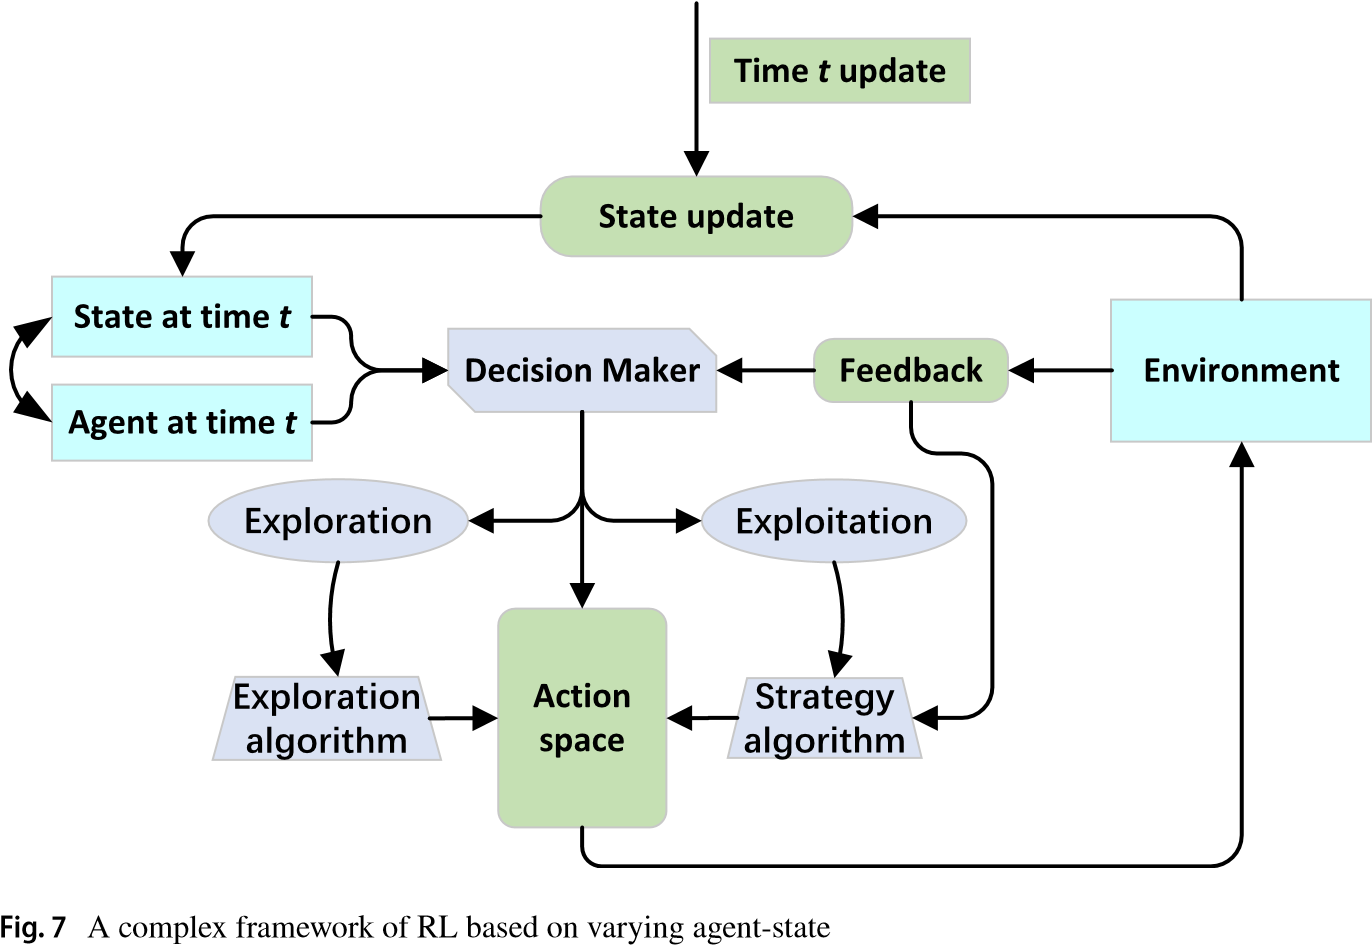 Time t update
State update
State at time t
Agent at time t
Decision Maker
Feedback
Environment
Exploration
Exploitation
Exploration
algorithm
Action
space
Strategy
algorithm
Fig. 7 A complex framework of RL based on varying agent-state